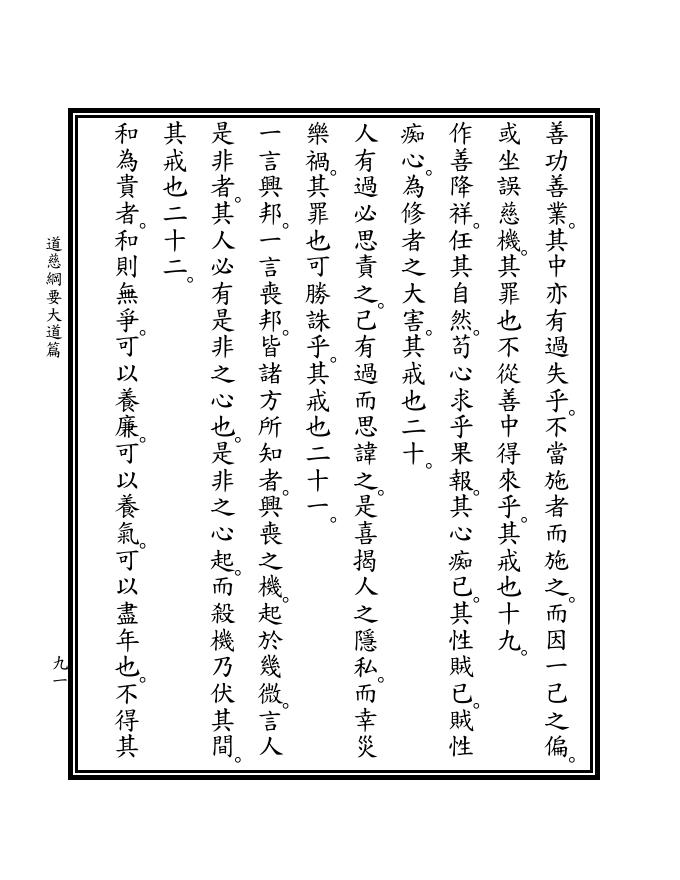 善功善業。其中亦有過失乎。不當施者而施之。而因一己之偏。
或坐誤慈機。其罪也不從善中得來乎。其戒也十九。
作善降祥。任其自然。苟心求乎果報。其心痴已。其性賊已。賊性
痴心。為修者之大害。其戒也二十。
人有過必思責之。己有過而思諱之。是喜揭人之隱私。而幸災
樂禍。其罪也可勝誅乎。其戒也二十一。
一言興邦。一言喪邦。皆諸方所知者。興喪之機。起於幾微。言人
是非者。其人必有是非之心也。是非之心起。而殺機乃伏其間。
其戒也二十二。
和為貴者。和則無爭。可以養廉。可以養氣。可以盡年也。不得其
道慈綱要大道篇
九一